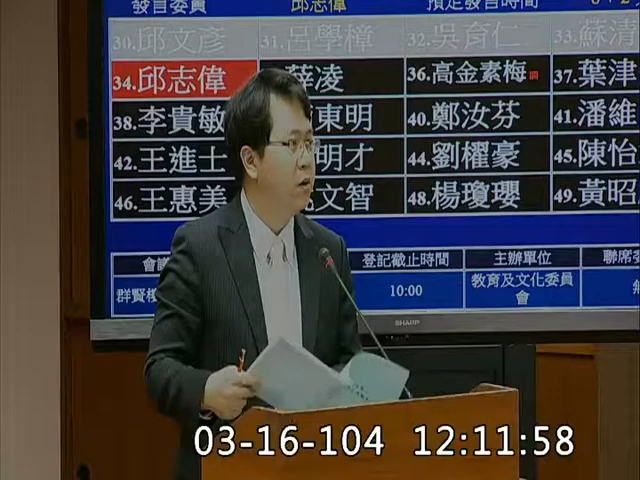 發言委員 邱志偉 預定發言時間
30.邱文彥 31.呂學樟 32.吳育仁 33.蘇清
34.邱志偉 薛凌 36.高金素梅 37.葉津
38.李貴敏 東明 40.鄭汝芬 41.潘維
42.王進士 明才 44.劉櫂豪 45.陳怡
46.王惠美 文智 48.楊瓊瓔 49.黃昭
會議 登記截止時間 主辦單位 聯席委
群賢樓 10:00 教育及文化委員
會
SHARP
03-16-104 12:11:58